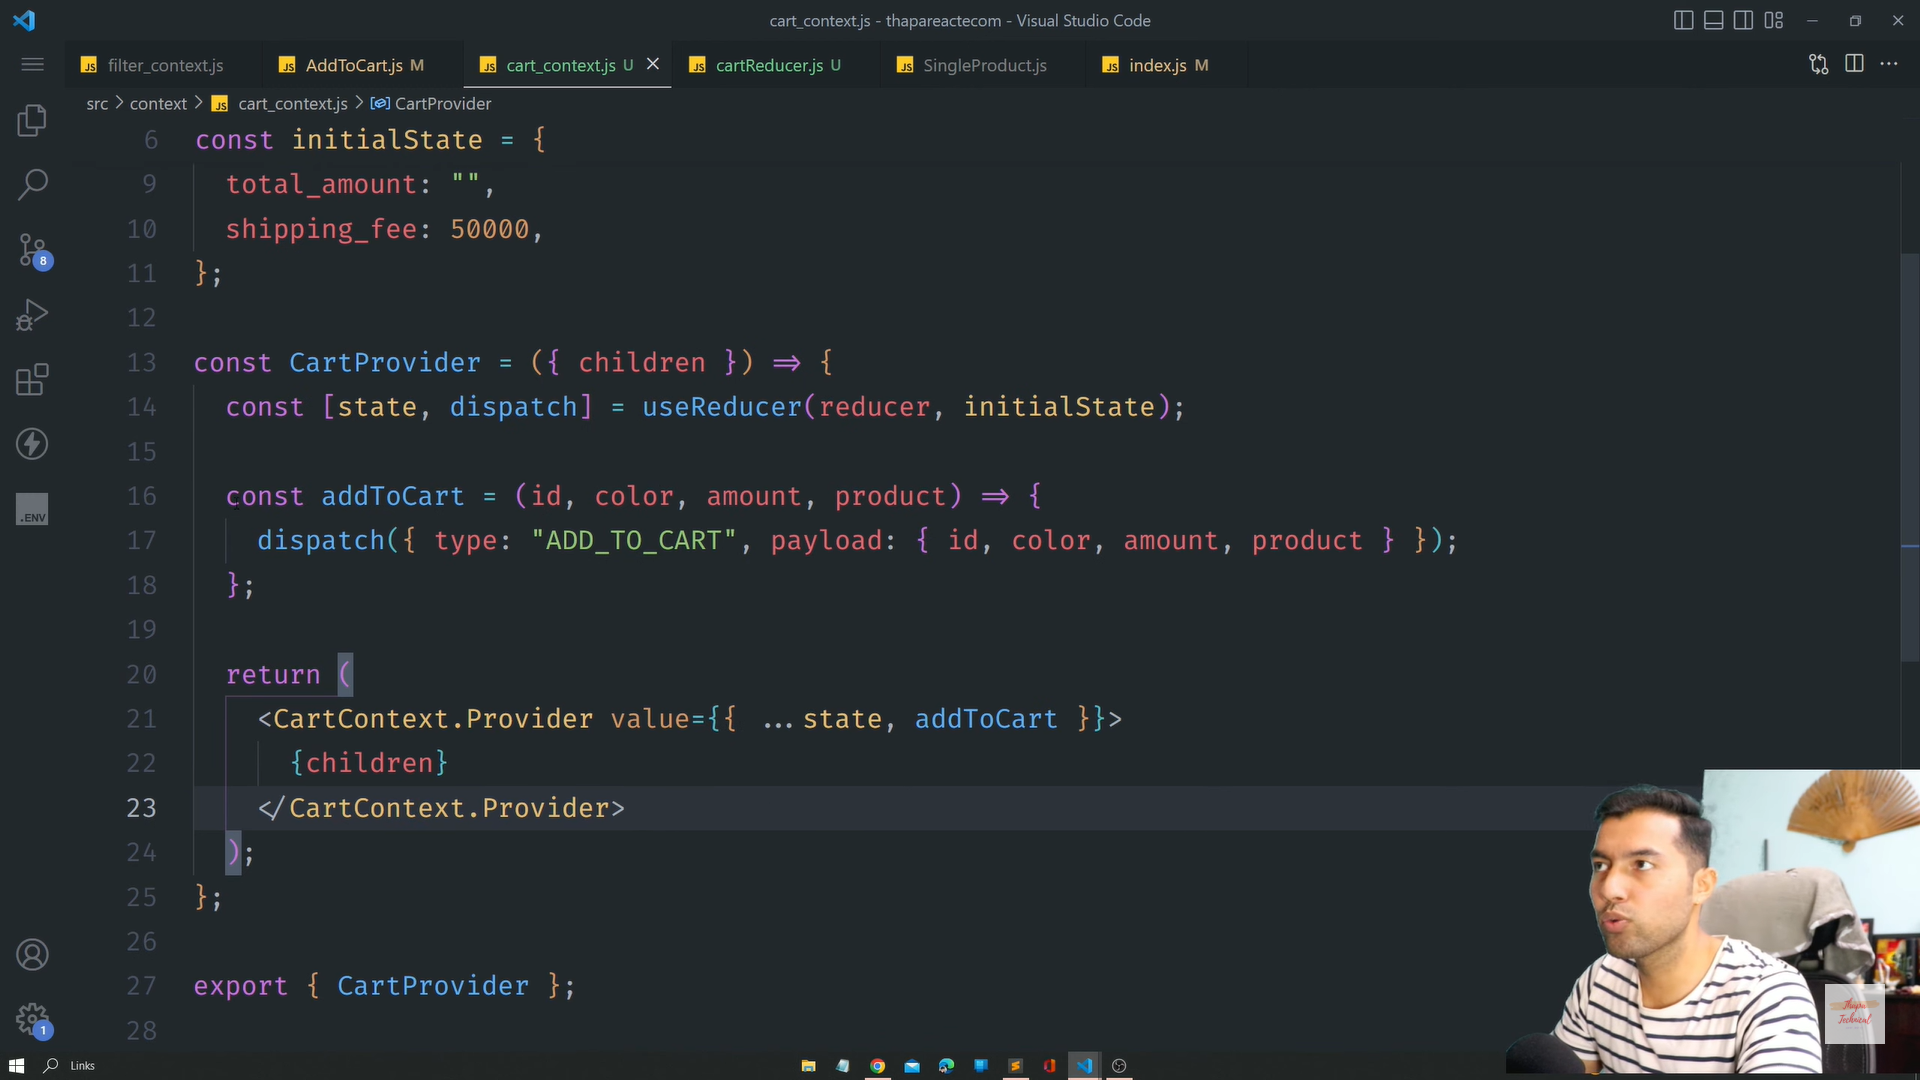 cart_context.js - thapareactecom - Visual Studio Code
filter_context.js
AddToCart.js M
cart_context.js U
cartReducer.js U
SingleProduct.js
index.js M
src > context > JS cart_context.js > CartProvider
6 const initialState = {
9 total_amount: "",
10 shipping_fee: 50000,
11 };
12
13 const CartProvider = ({ children }) => {
14 const [state, dispatch] = useReducer(reducer, initialState);
15
16 const addToCart = (id, color, amount, product) => {
17 dispatch({ type: "ADD_TO_CART", payload: { id, color, amount, product } });
18 };
19
20 return (
21 <CartContext.Provider value={{ ...state, addToCart }}>
22 {children}
23 </CartContext.Provider>
24 );
25 };
26
27 export { CartProvider };
28
8
.ENV
1
Thapa
Technical
Links